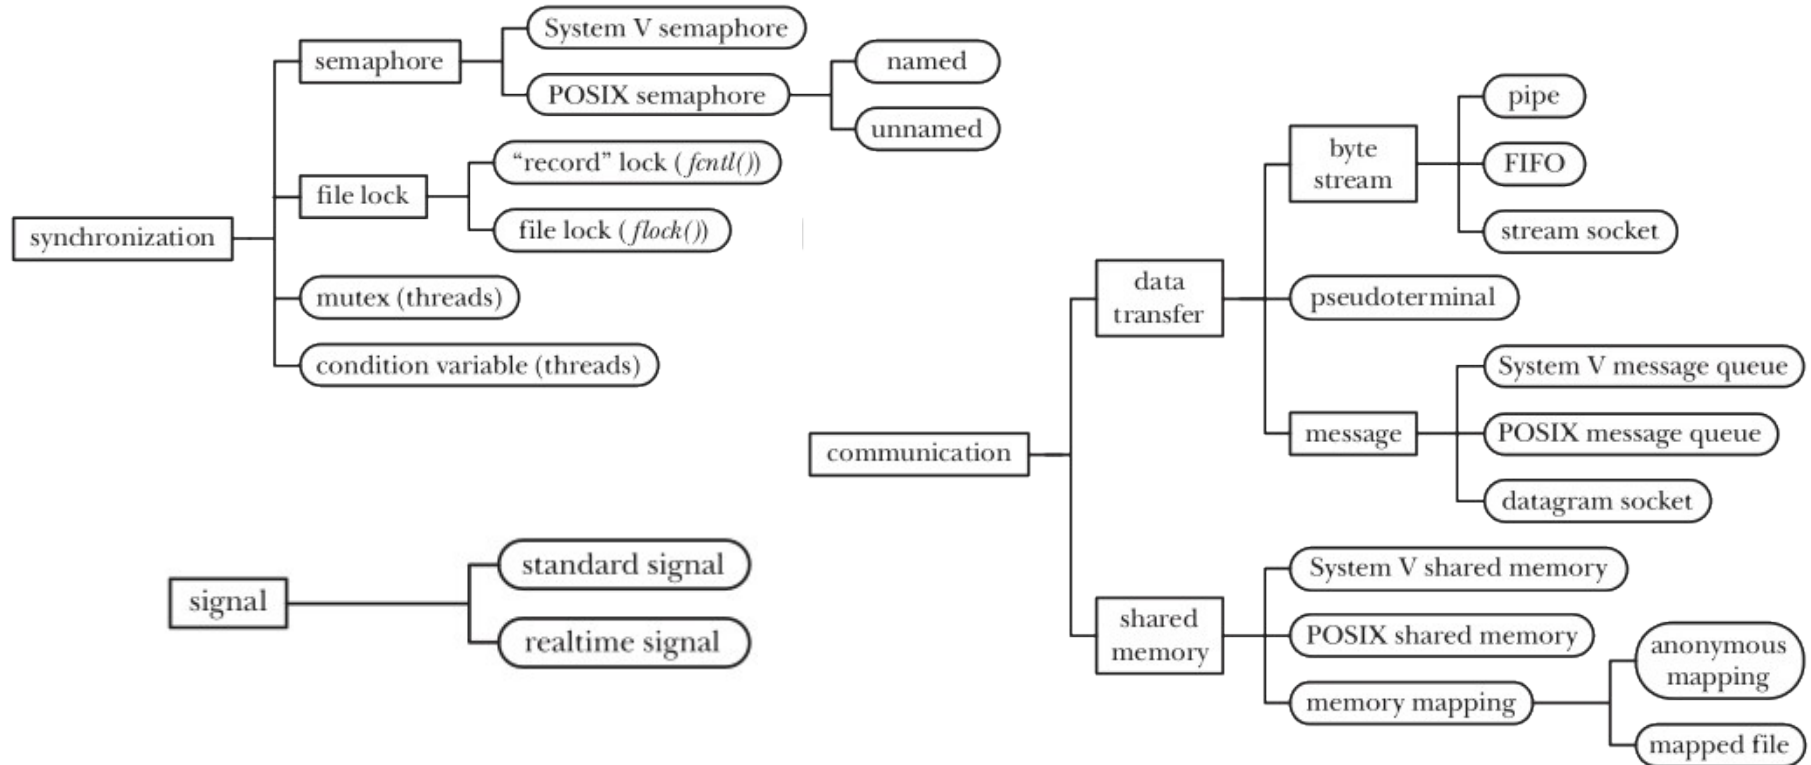 synchronization
semaphore
System V semaphore
POSIX semaphore
named
unnamed
file lock
“record” lock (fcntl())
file lock (flock())
mutex (threads)
condition variable (threads)
signal
standard signal
realtime signal
communication
data
transfer
byte
stream
pipe
FIFO
stream socket
pseudoterminal
message
System V message queue
POSIX message queue
datagram socket
shared
memory
System V shared memory
POSIX shared memory
memory mapping
anonymous
mapping
mapped file